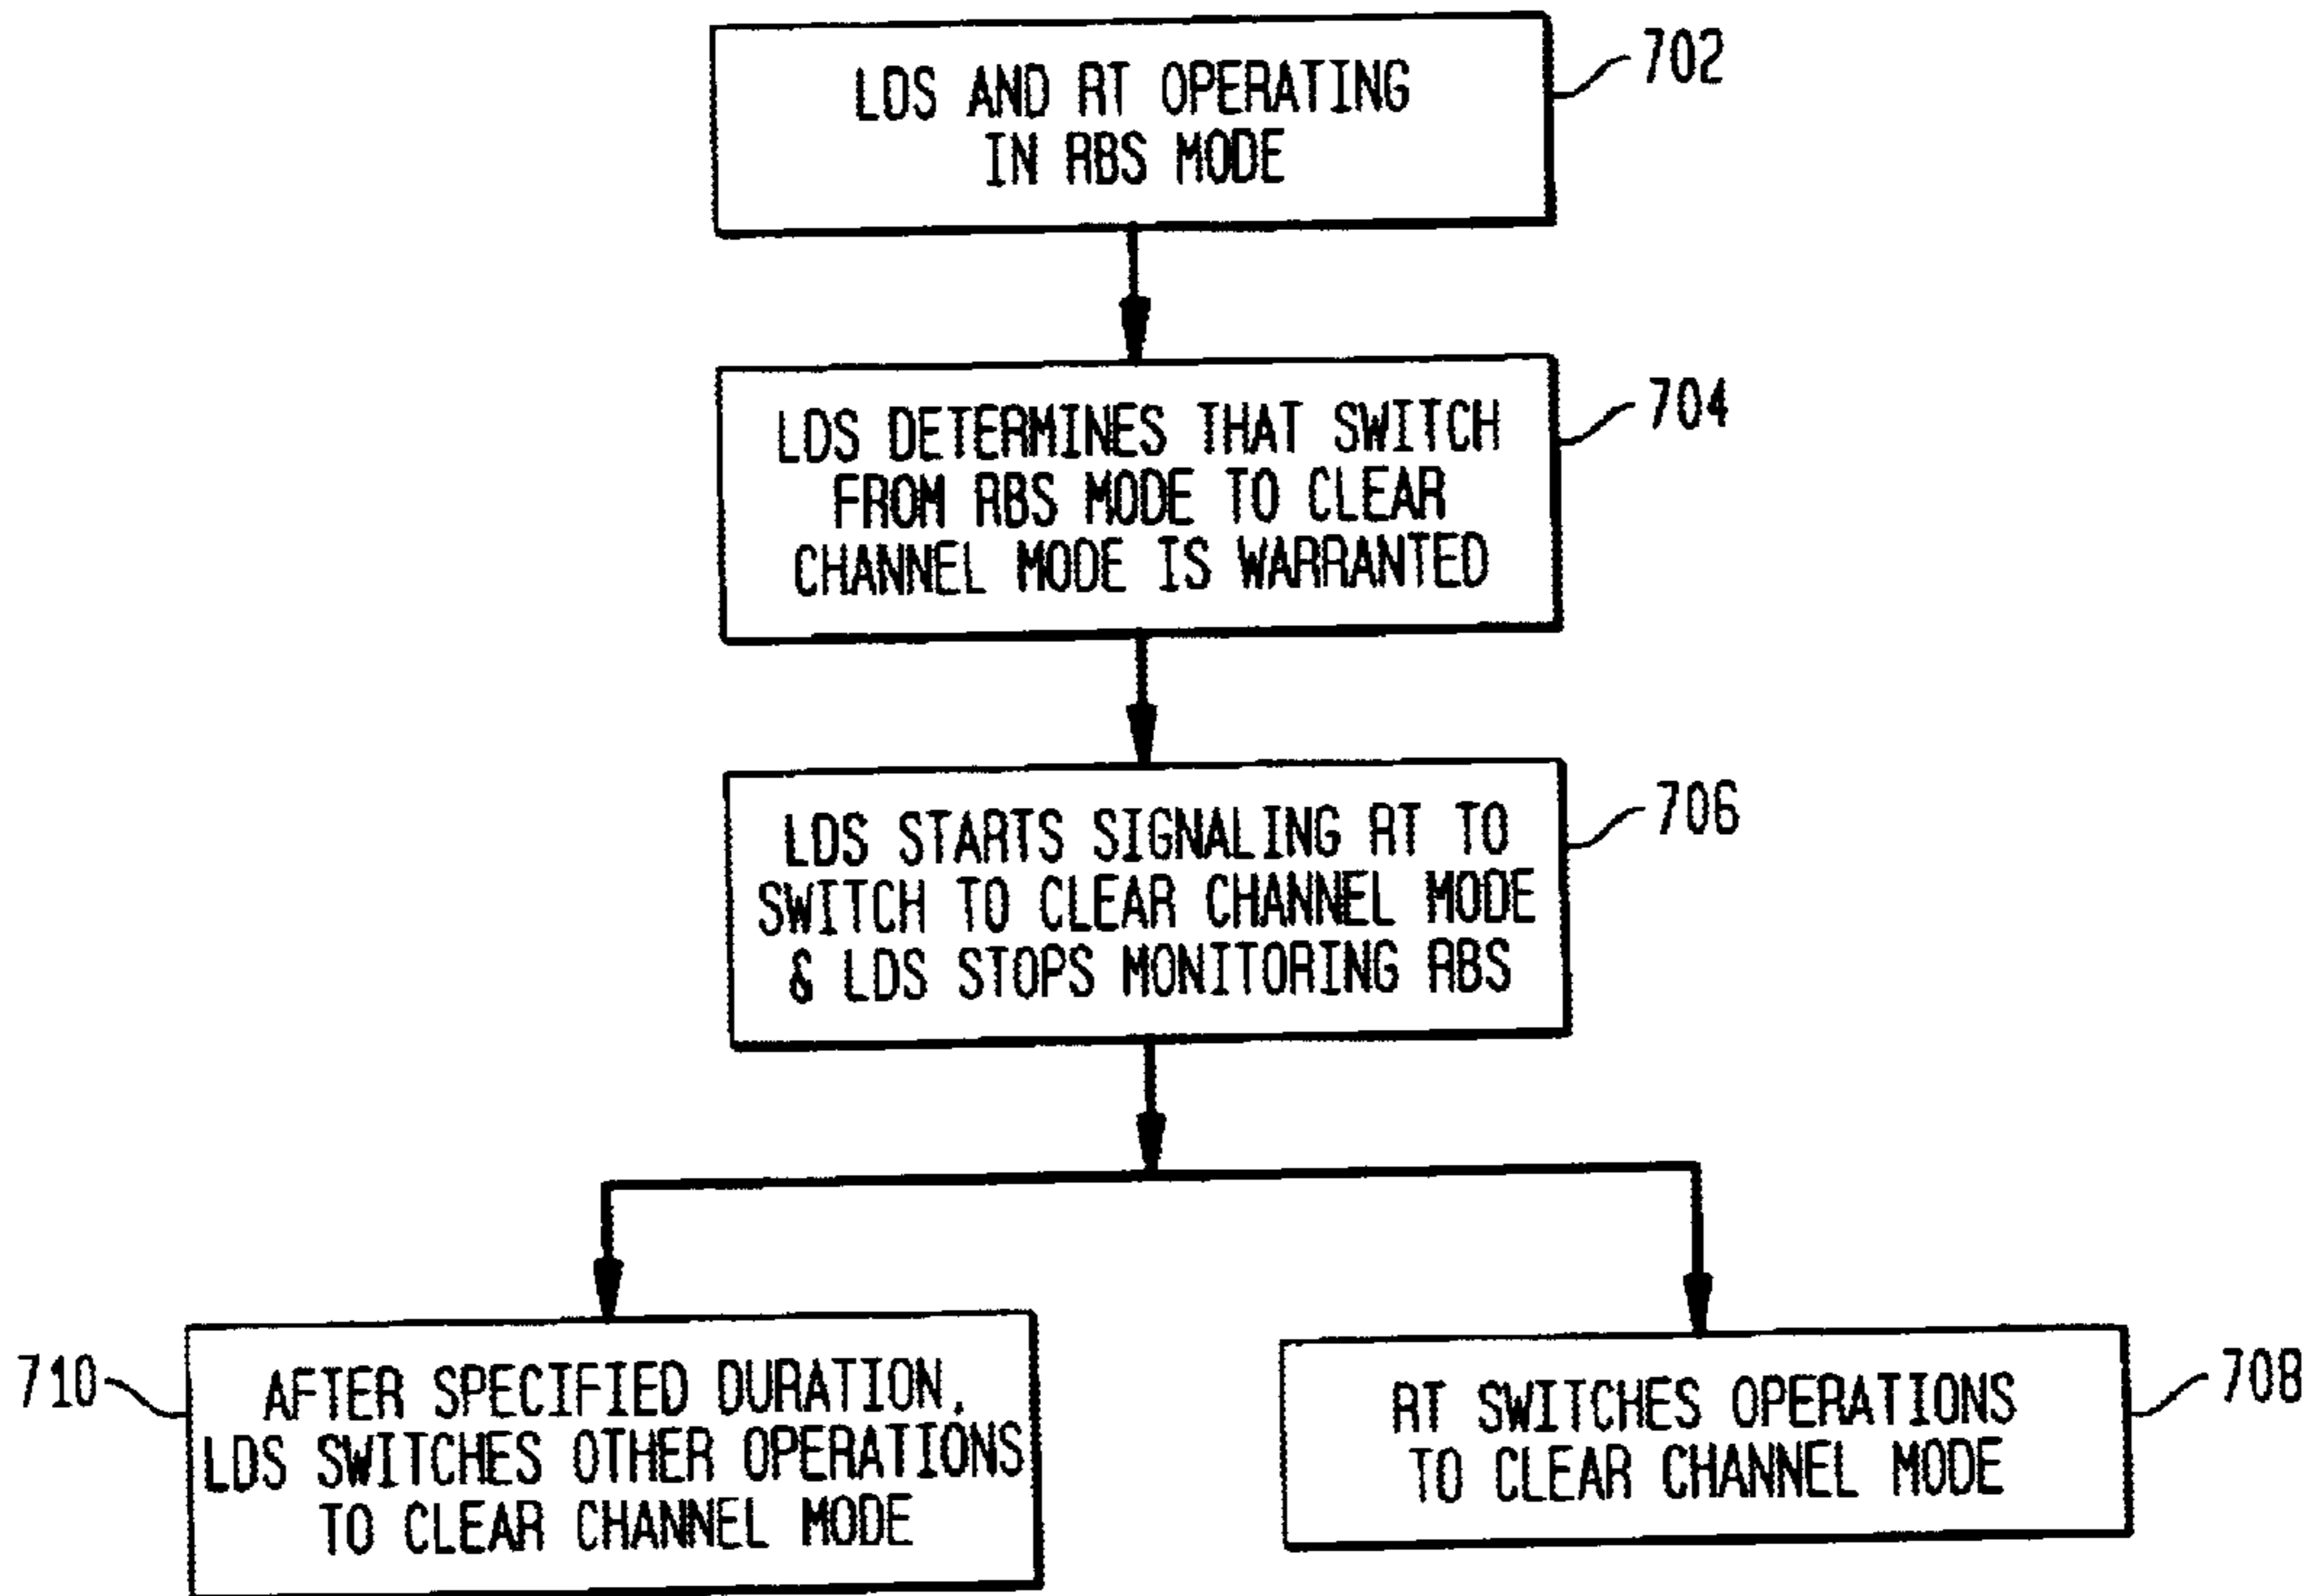 LDS AND RT OPERATING
IN RBS MODE
702
LDS DETERMINES THAT SWITCH
FROM RBS MODE TO CLEAR
CHANNEL MODE IS WARRANTED
704
LDS STARTS SIGNALING RT TO
SWITCH TO CLEAR CHANNEL MODE
& LDS STOPS MONITORING RBS
706
710
AFTER SPECIFIED DURATION,
LDS SWITCHES OTHER OPERATIONS
TO CLEAR CHANNEL MODE
RT SWITCHES OPERATIONS
TO CLEAR CHANNEL MODE
708